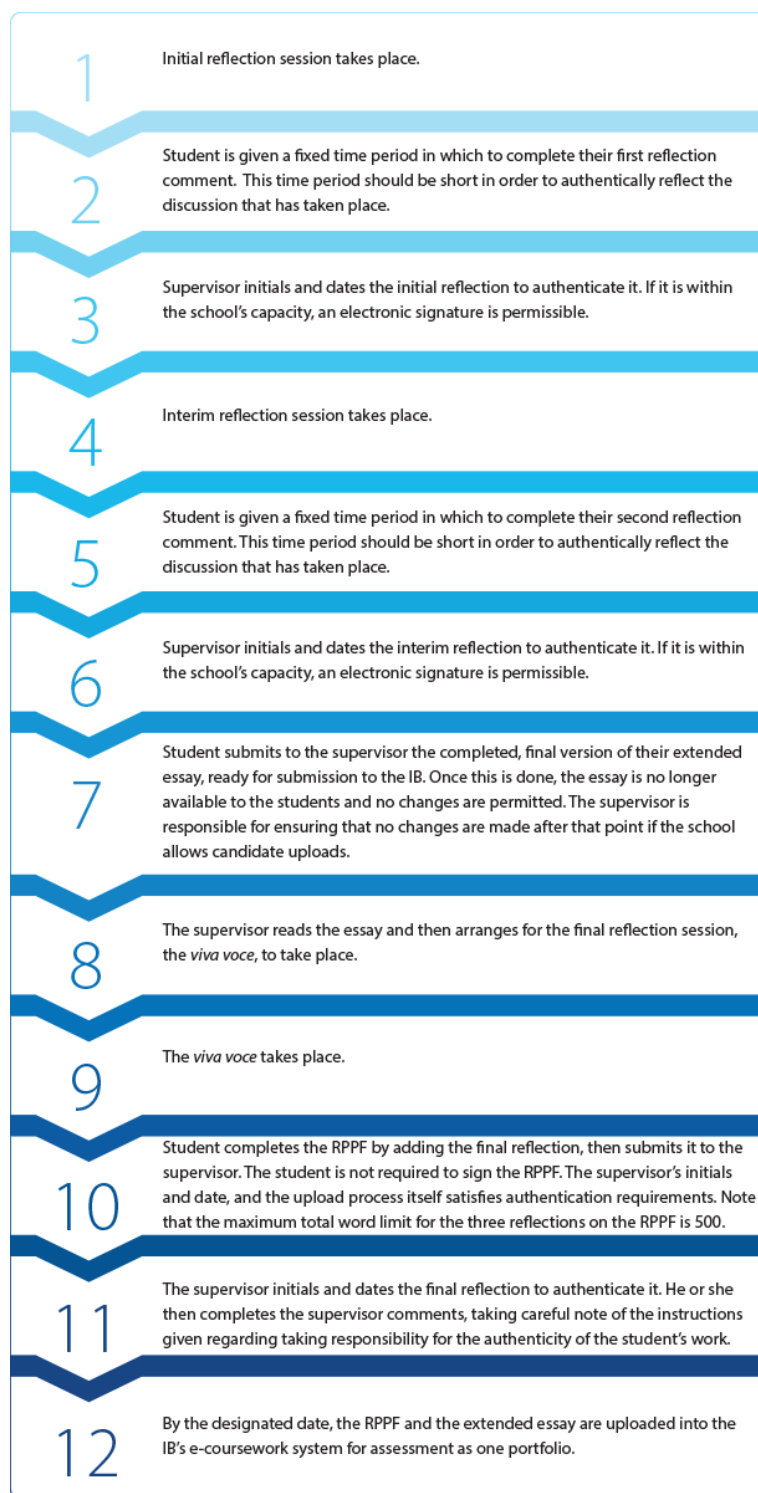 1
Initial reflection session takes place.
2
Student is given a fixed time period in which to complete their first reflection
comment. This time period should be short in order to authentically reflect the
discussion that has taken place.
3
Supervisor initials and dates the initial reflection to authenticate it. If it is within
the school's capacity, an electronic signature is permissible.
4
Interim reflection session takes place.
5
Student is given a fixed time period in which to complete their second reflection
comment. This time period should be short in order to authentically reflect the
discussion that has taken place.
6
Supervisor initials and dates the interim reflection to authenticate it. If it is within
the school's capacity, an electronic signature is permissible.
7
Student submits to the supervisor the completed, final version of their extended
essay, ready for submission to the IB. Once this is done, the essay is no longer
available to the students and no changes are permitted. The supervisor is
responsible for ensuring that no changes are made after that point if the school
allows candidate uploads.
8
The supervisor reads the essay and then arranges for the final reflection session,
the viva voce, to take place.
9
The viva voce takes place.
10
Student completes the RPPF by adding the final reflection, then submits it to the
supervisor. The student is not required to sign the RPPF. The supervisor's initials
and date, and the upload process itself satisfies authentication requirements. Note
that the maximum total word limit for the three reflections on the RPPF is 500.
11
The supervisor initials and dates the final reflection to authenticate it. He or she
then completes the supervisor comments, taking careful note of the instructions
given regarding taking responsibility for the authenticity of the student's work.
12
By the designated date, the RPPF and the extended essay are uploaded into the
IB's e-coursework system for assessment as one portfolio.